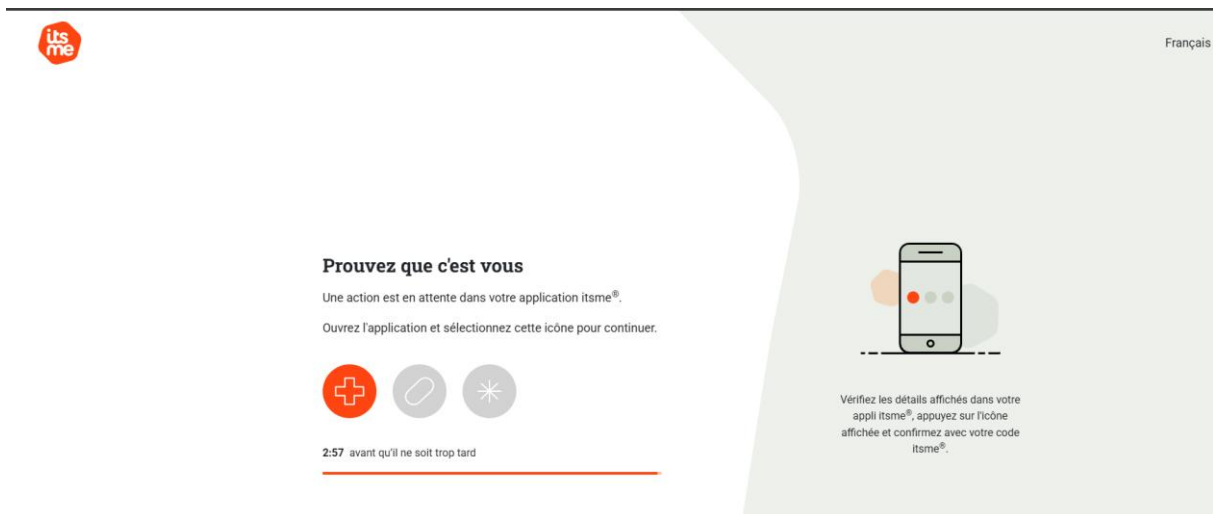 its
me
Français
Prouvez que c'est vous
Une action est en attente dans votre application itsme®.
Ouvrez l'application et sélectionnez cette icône pour continuer.
2:57 avant qu'il ne soit trop tard
Vérifiez les détails affichés dans votre
appli itsme®, appuyez sur l'icône
affichée et confirmez avec votre code
itsme®.